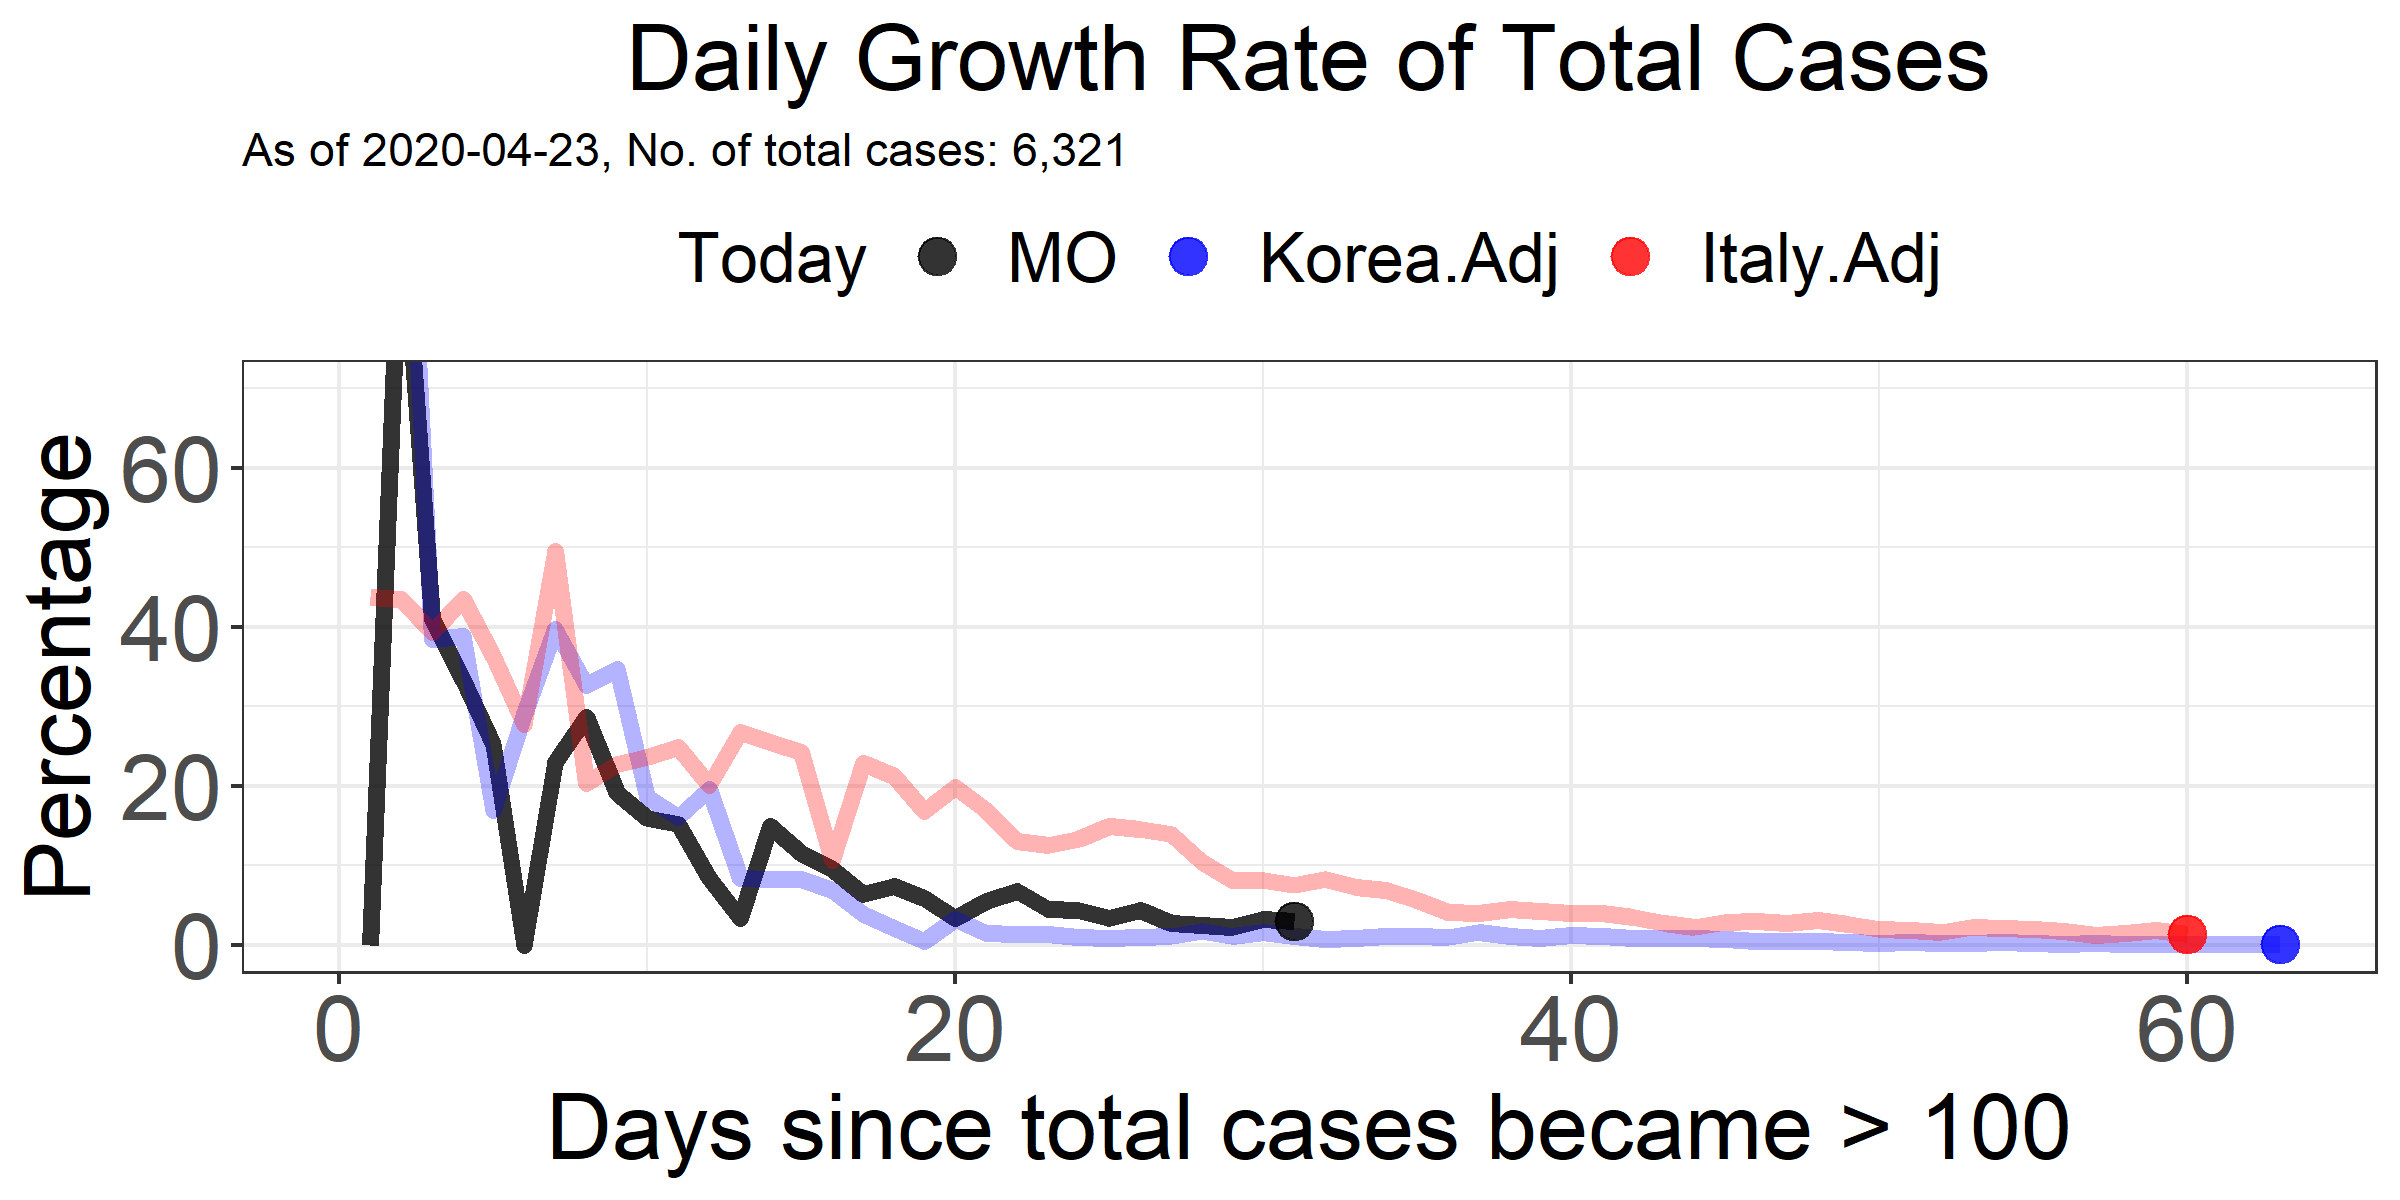 Daily Growth Rate of Total Cases
As of 2020-04-23, No. of total cases: 6,321
Today MO Korea.Adj Italy.Adj
Percentage
60
40
20
0
0 20 40 60
Days since total cases became > 100